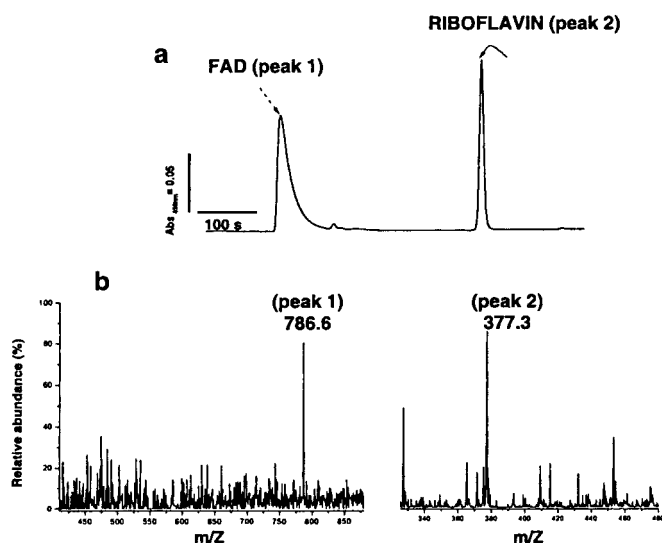 a
RIBOFLAVIN (peak 2)
FAD (peak 1)
Abs = 0.05
100 s
b
(peak 1)
786.6
(peak 2)
377.3
Relative abundance (%)
100
80
60
40
20
0
450 500 550 600 650 700 750 800 850
m/Z
340 360 380 400 420 440 460 480
m/Z